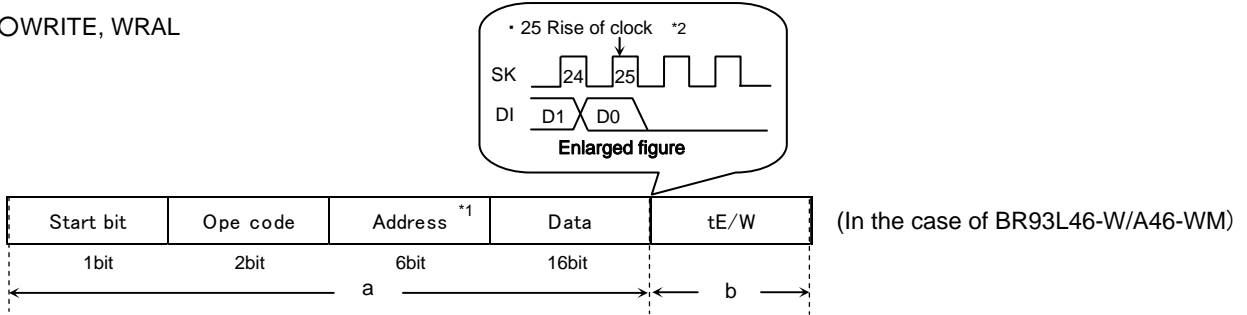 ○WRITE, WRAL
・25 Rise of clock *2
SK 24 25
DI D1 D0
Enlarged figure
Start bit Ope code Address *1 Data tE/W (In the case of BR93L46-W/A46-WM)
1bit 2bit 6bit 16bit
a b